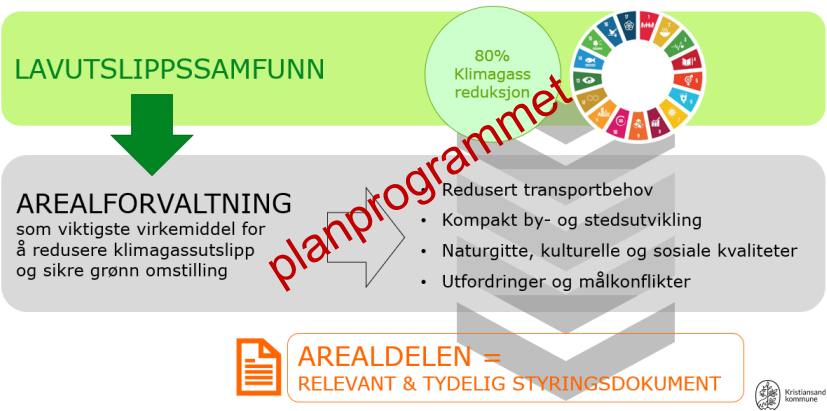 LAVUTSLIPPSSAMFUNN
80%
Klimagass
reduksjon
planprogrammet
AREALFORVALTNING
som viktigste virkemiddel for
å redusere klimagassutslipp
og sikre grønn omstilling
• Redusert transportbehov
• Kompakt by- og stedsutvikling
• Naturgitte, kulturelle og sosiale kvaliteter
• Utfordringer og målkonflikter
AREALDELEN =
RELEVANT & TYDELIG STYRINGSDOKUMENT
Kristiansand
kommune